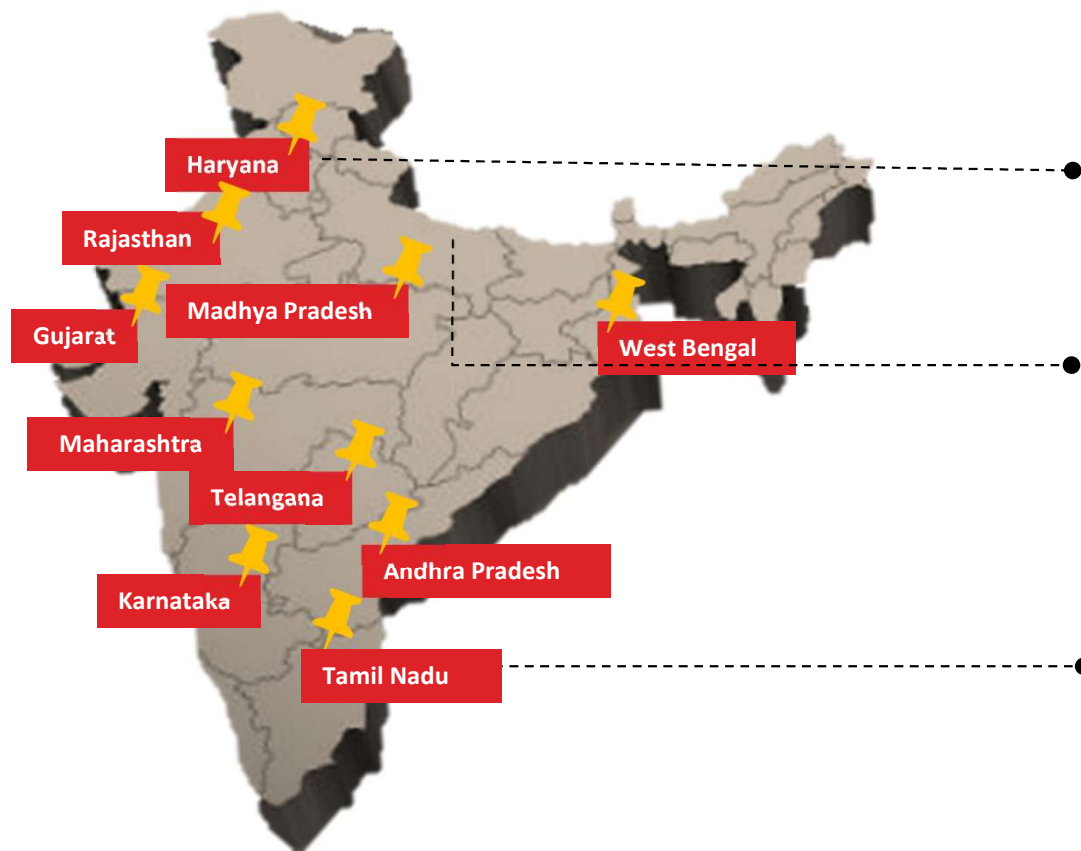 Haryana
Rajasthan
Madhya Pradesh
Gujarat
West Bengal
Maharashtra
Telangana
Andhra Pradesh
Karnataka
Tamil Nadu